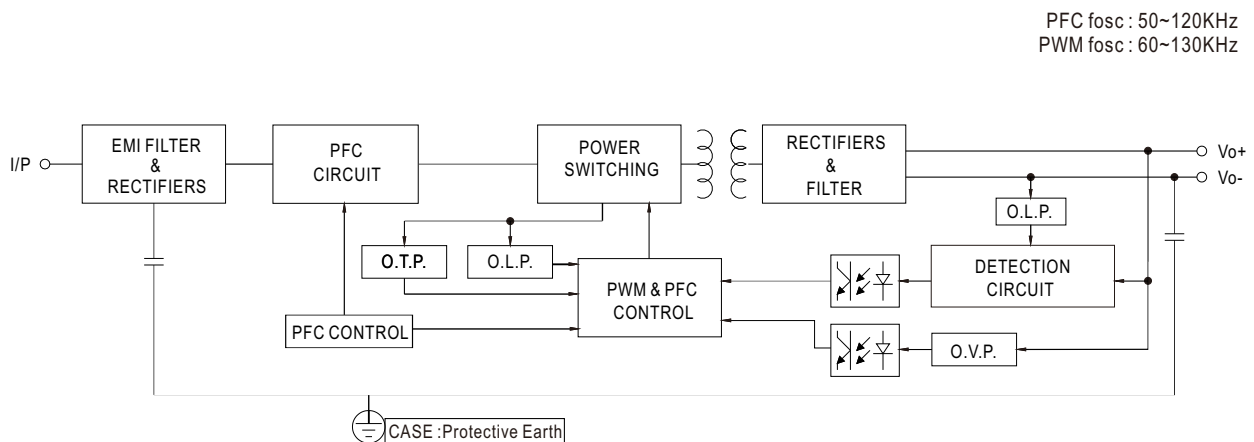 PFC fosc : 50~120KHz
PWM fosc : 60~130KHz
I/P
EMI FILTER
&
RECTIFIERS
PFC
CIRCUIT
POWER
SWITCHING
RECTIFIERS
&
FILTER
Vo+
Vo-
O.L.P.
O.T.P.
O.L.P.
PWM & PFC
CONTROL
DETECTION
CIRCUIT
PFC CONTROL
O.V.P.
CASE :Protective Earth